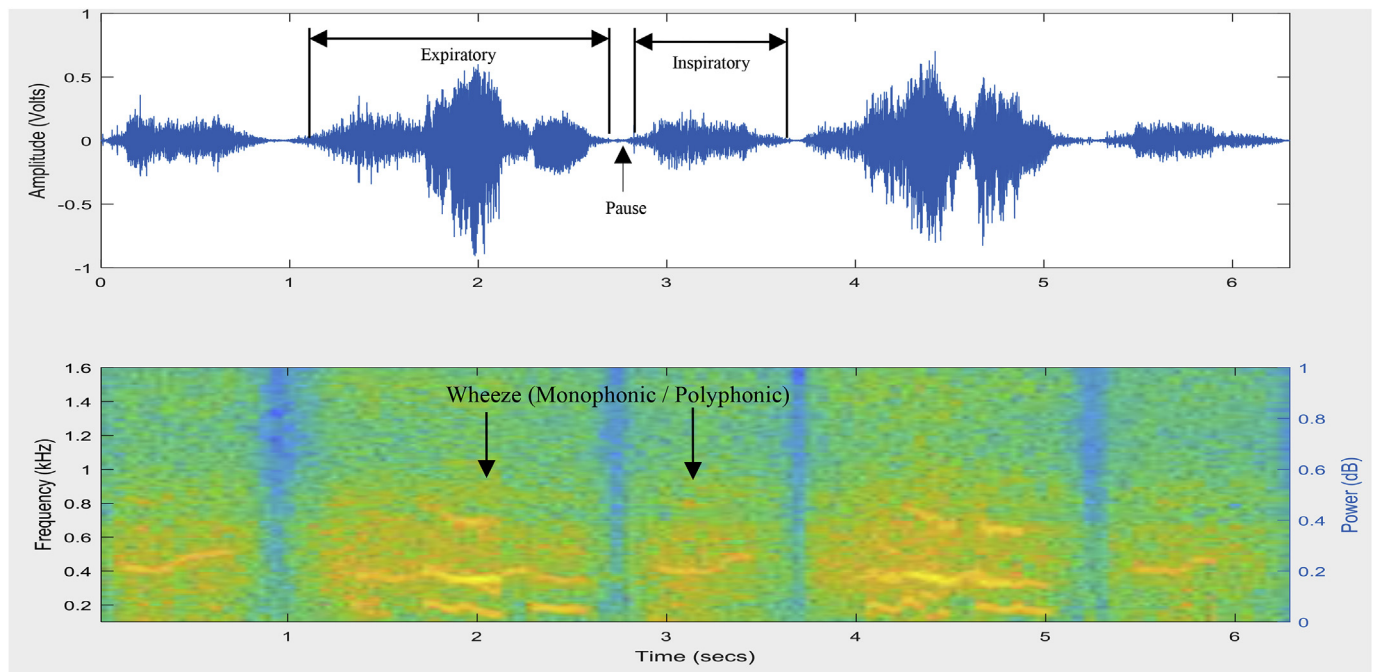 1
0.5
0
-0.5
-1
Amplitude (Volts)
Expiratory
Inspiratory
Pause
0 1 2 3 4 5 6
1.6
1.4
1.2
1
0.8
0.6
0.4
0.2
Frequency (kHz)
Wheeze (Monophonic / Polyphonic)
1
0.8
0.6
0.4
0.2
0
Power (dB)
1 2 3 4 5 6
Time (secs)